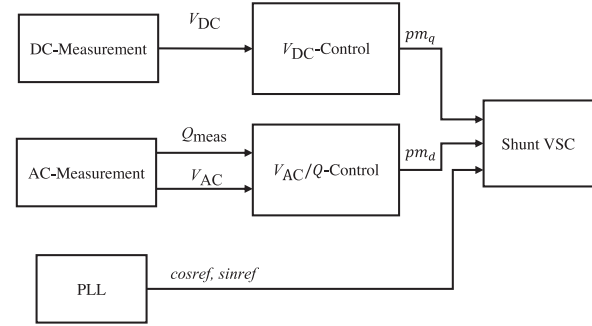 V_DC
DC-Measurement
V_DC-Control
pm_q
Q_meas
AC-Measurement
V_AC
V_AC/Q-Control
pm_d
Shunt VSC
PLL
cosref, sinref